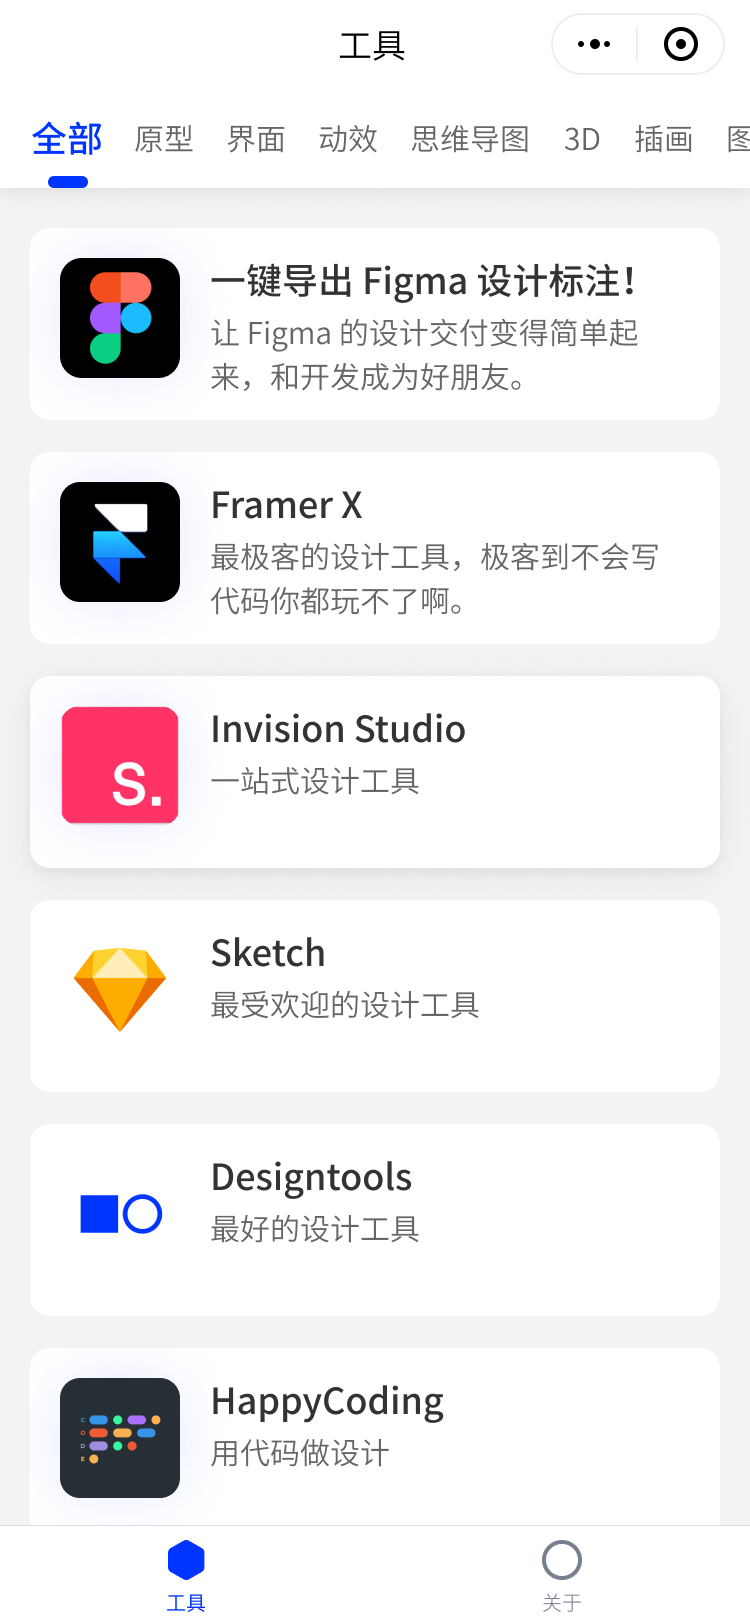 工具
全部 原型 界面 动效 思维导图 3D 插画
一键导出 Figma 设计标注！
让 Figma 的设计交付变得简单起
来，和开发成为好朋友。
Framer X
最极客的设计工具，极客到不会写
代码你都玩不了啊。
S.
Invision Studio
一站式设计工具
Sketch
最受欢迎的设计工具
Designtools
最好的设计工具
HappyCoding
用代码做设计
C
O
D
E
工具 关于